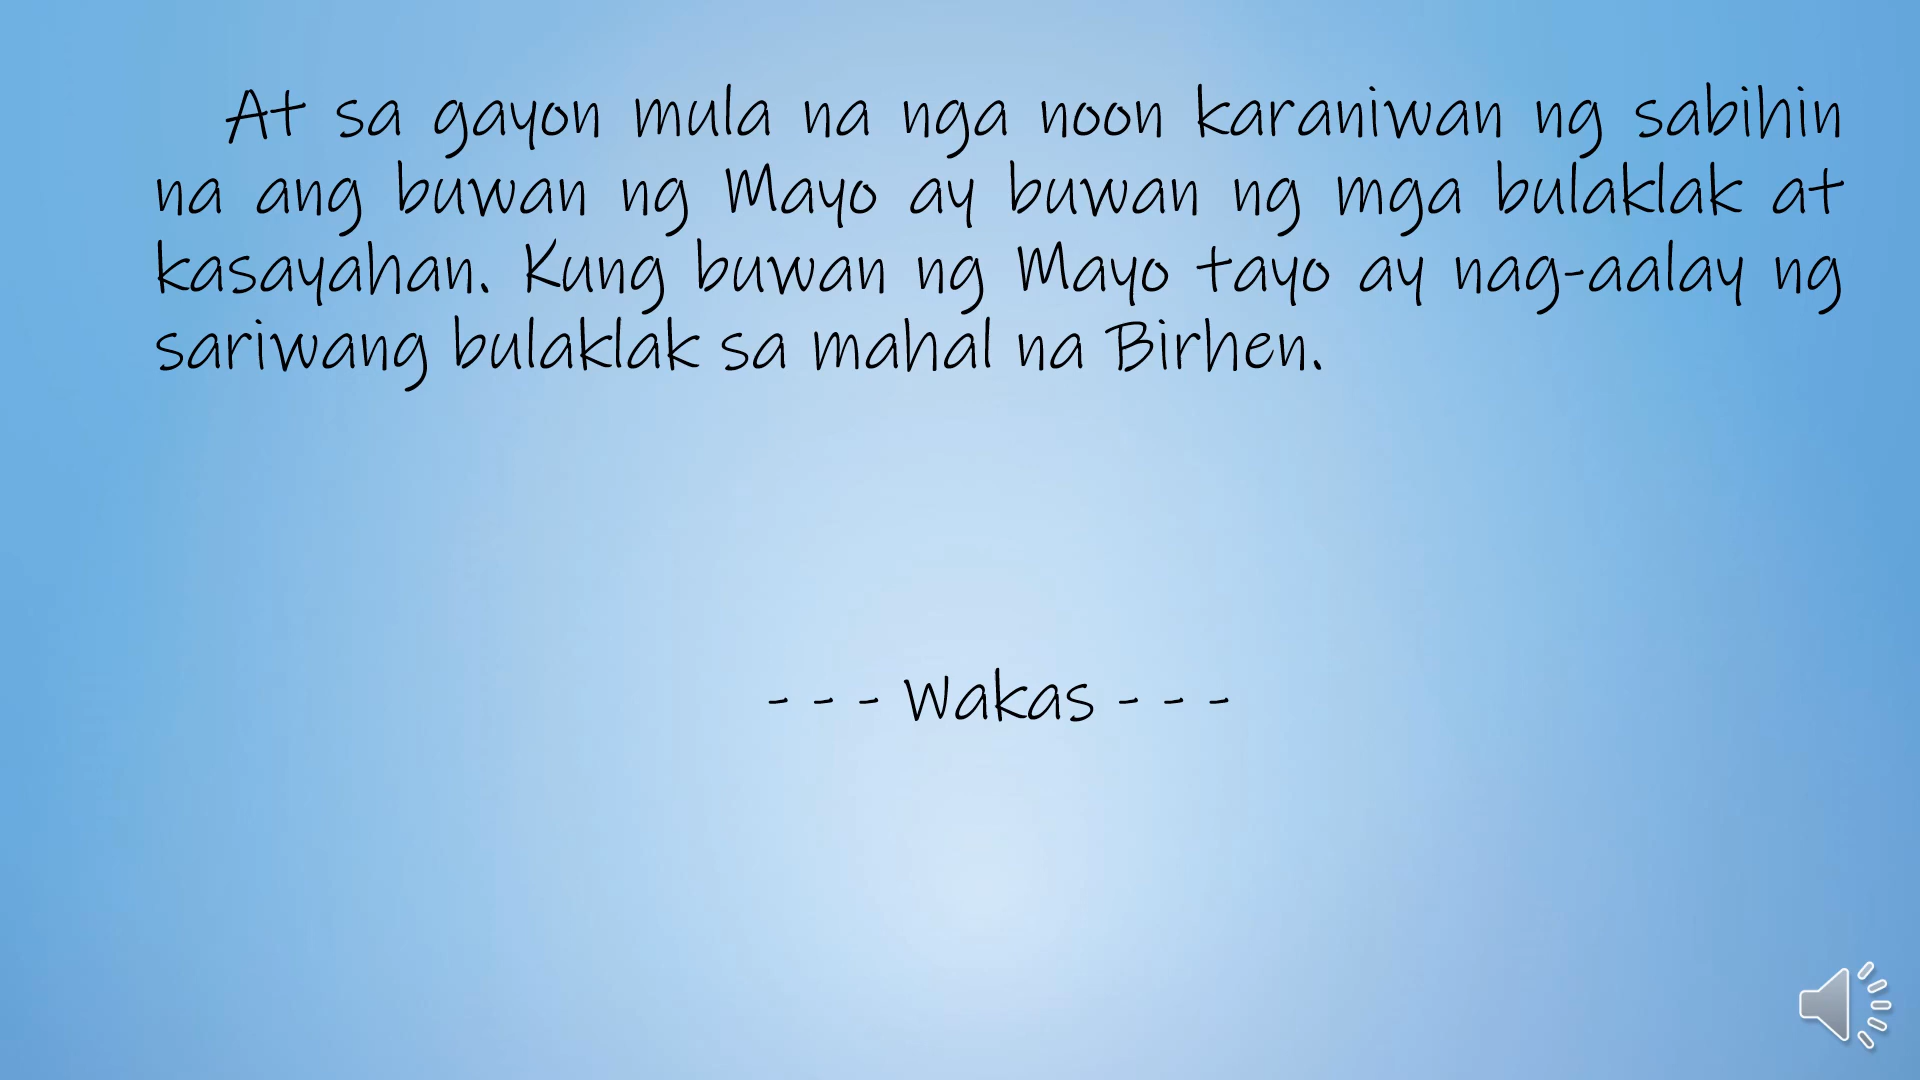 At sa gayon mula na nga noon karaniwan ng sabihin
na ang buwan ng Mayo ay buwan ng mga bulaklak at
kasayahan. Kung buwan ng Mayo tayo ay nag-aalay ng
sariwang bulaklak sa mahal na Birhen.
- - - Wakas - - -